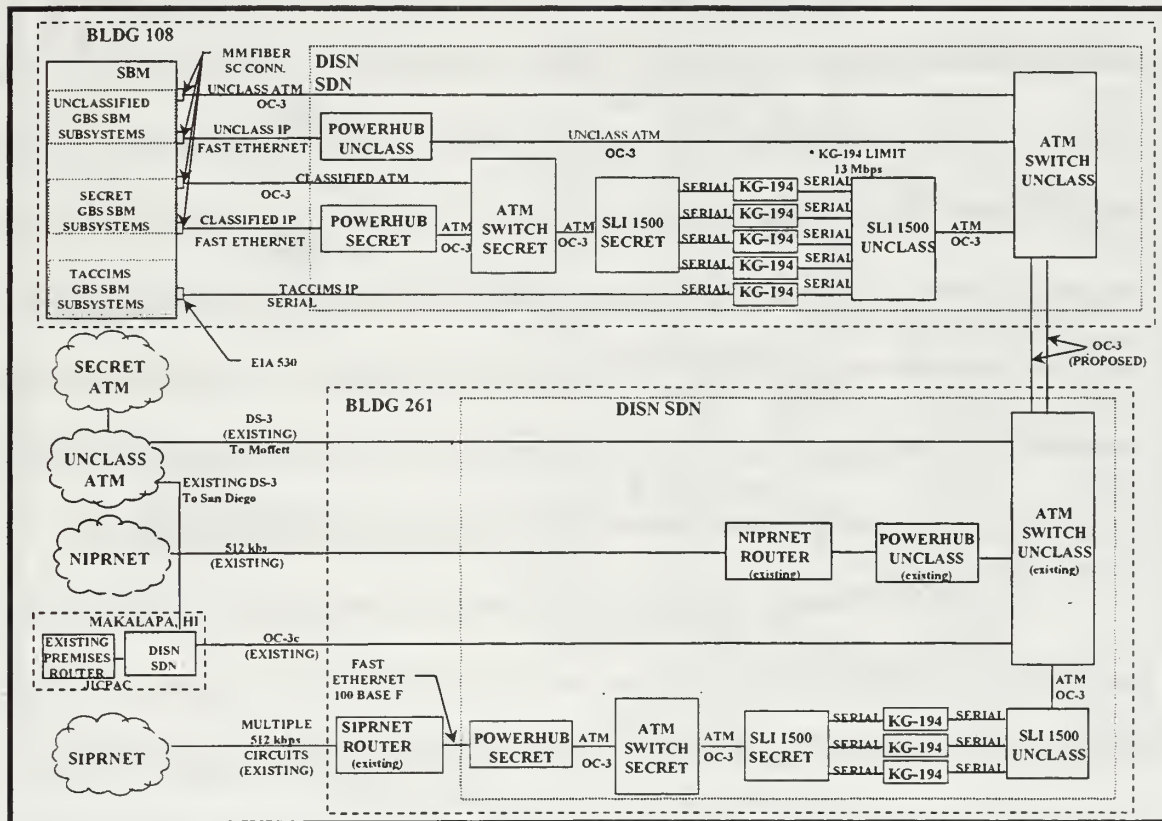 BLDG 108
MM FIBER
SC CONN.
DISN
SDN
SBM
UNCLASS ATM
OC-3
UNCLASSIFIED
GBS SBM
SUBSYSTEMS
UNCLASS IP
FAST ETHERNET
POWERHUB
UNCLASS
UNCLASS ATM
OC-3
ATM
SWITCH
UNCLASS
* KG-194 LIMIT
13 Mbps
CLASSIFIED ATM
OC-3
SECRET
GBS SBM
SUBSYSTEMS
CLASSIFIED IP
FAST ETHERNET
POWERHUB
SECRET
ATM
OC-3
ATM
SWITCH
SECRET
ATM
OC-3
SLI 1500
SECRET
SERIAL KG-194 SERIAL
SERIAL KG-194 SERIAL
SERIAL KG-194 SERIAL
SERIAL KG-194 SERIAL
SERIAL KG-194 SERIAL
SLI 1500
UNCLASS
ATM
OC-3
TACCIMS
GBS SBM
SUBSYSTEMS
TACCIMS IP
SERIAL
EIA 530
OC-3
(PROPOSED)
SECRET
ATM
BLDG 261
DISN SDN
DS-3
(EXISTING)
To Moffett
UNCLASS
ATM
EXISTING DS-3
To San Diego
NIPRNET
512 kbs
(EXISTING)
NIPRNET
ROUTER
(existing)
POWERHUB
UNCLASS
(existing)
ATM
SWITCH
UNCLASS
(existing)
MAKALAPA, HI
EXISTING
PREMISES
ROUTER
JICPAC
DISN
SDN
OC-3c
(EXISTING)
FAST
ETHERNET
100 BASE F
ATM
OC-3
SIPRNET
MULTIPLE
512 kbps
CIRCUITS
(EXISTING)
SIPRNET
ROUTER
(existing)
POWERHUB
SECRET
ATM
OC-3
ATM
SWITCH
SECRET
ATM
OC-3
SLI 1500
SECRET
SERIAL KG-194 SERIAL
SERIAL KG-194 SERIAL
SERIAL KG-194 SERIAL
SLI 1500
UNCLASS